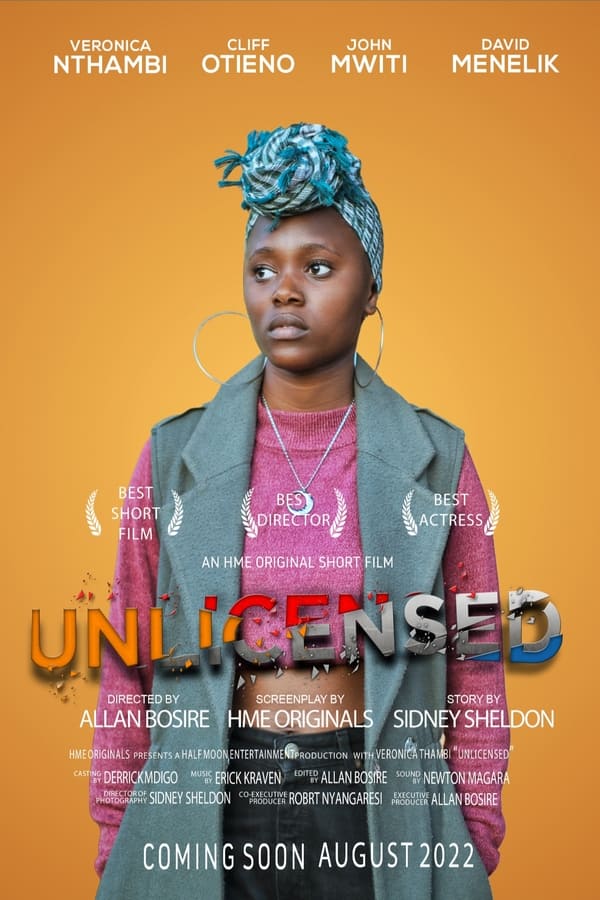 VERONICA CLIFF JOHN DAVID
NTHAMBI OTIENO MWITI MENELIK
BEST SHORT FILM
BEST DIRECTOR
BEST ACTRESS
AN HME ORIGINAL SHORT FILM
UNLICENSED
DIRECTED BY SCREENPLAY BY STORY BY
ALLAN BOSIRE HME ORIGINALS SIDNEY SHELDON
HME ORIGINALS PRESENTS A HALF MOON ENTERTAINMENT PRODUCTION WITH VERONICA THAMBI "UNLICENSED"
CASTING BY DERRICK MDIGO MUSIC BY ERICK KRAVEN EDITED BY ALLAN BOSIRE SOUND BY NEWTON MAGARA
DIRECTOR OF PHOTOGRAPHY SIDNEY SHELDON CO-EXECUTIVE PRODUCER ROBRT NYANGARESI EXECUTIVE PRODUCER ALLAN BOSIRE
COMING SOON AUGUST 2022